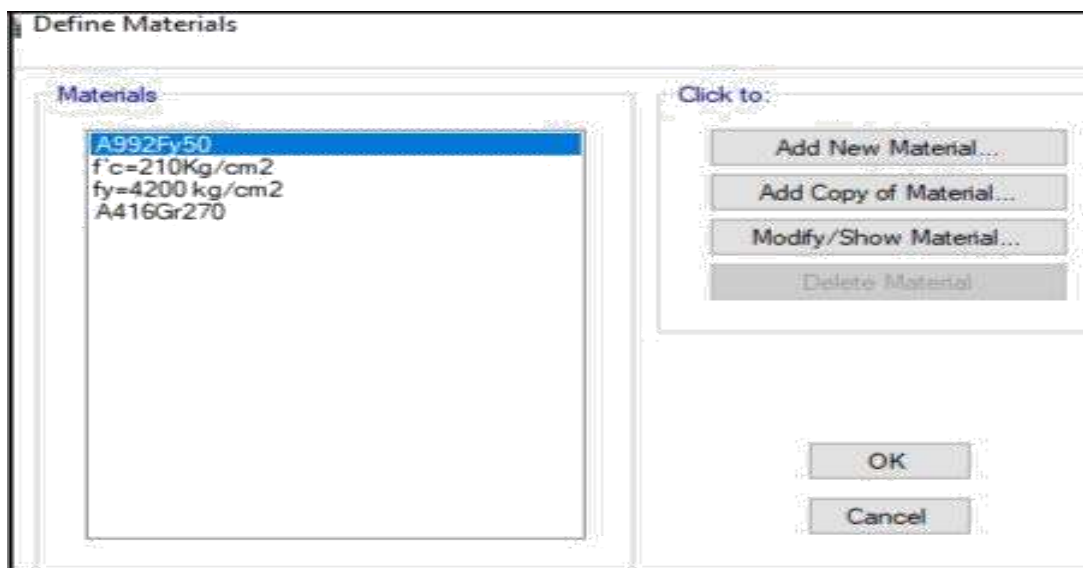 Define Materials
Materials
A992Fy50
f'c=210Kg/cm2
fy=4200 kg/cm2
A416Gr270
Click to:
Add New Material...
Add Copy of Material...
Modify/Show Material...
Delete Material
OK
Cancel